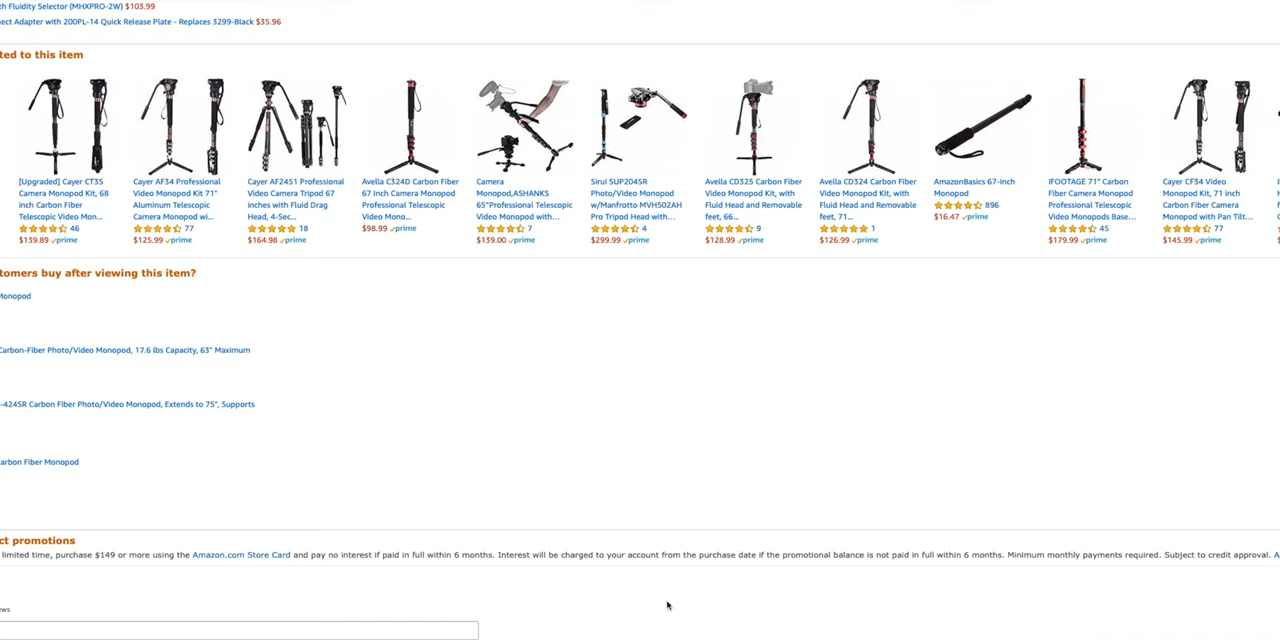 th Fluidity Selector (MHXPRO-2W) $103.99
ect Adapter with 200PL-14 Quick Release Plate - Replaces 3299-Black $35.96
ted to this item
[Upgraded] Cayer CT35
Camera Monopod Kit, 68
inch Carbon Fiber
Telescopic Video Mon...
46
$139.89 prime
Cayer AF34 Professional
Video Monopod Kit 71"
Aluminum Telescopic
Camera Monopod wi...
77
$125.99 prime
Cayer AF2451 Professional
Video Camera Tripod 67
inches with Fluid Drag
Head, 4-Sec...
18
$164.98 prime
Avella C324D Carbon Fiber
67 Inch Camera Monopod
Professional Telescopic
Video Mono...
$98.99 prime
Camera
Monopod,ASHANKS
65"Professional Telescopic
Video Monopod with...
7
$139.00 prime
Sirui SUP204SR
Photo/Video Monopod
w/Manfrotto MVH502AH
Pro Tripod Head with...
4
$299.99 prime
Avella CD325 Carbon Fiber
Video Monopod Kit, with
Fluid Head and Removable
feet, 66...
9
$128.99 prime
Avella CD324 Carbon Fiber
Video Monopod Kit, with
Fluid Head and Removable
feet, 71...
1
$126.99 prime
AmazonBasics 67-Inch
Monopod
896
$16.47 prime
IFOOTAGE 71" Carbon
Fiber Camera Monopod
Professional Telescopic
Video Monopods Base...
45
$179.99 prime
Cayer CF34 Video
Monopod Kit, 71 inch
Carbon Fiber Camera
Monopod with Pan Tilt...
77
$145.99 prime
tomers buy after viewing this item?
Monopod
Carbon-Fiber Photo/Video Monopod, 17.6 lbs Capacity, 63" Maximum
-424SR Carbon Fiber Photo/Video Monopod, Extends to 75", Supports
arbon Fiber Monopod
ct promotions
limited time, purchase $149 or more using the Amazon.com Store Card and pay no interest if paid in full within 6 months. Interest will be charged to your account from the purchase date if the promotional balance is not paid in full within 6 months. Minimum monthly payments required. Subject to credit approval.
ews